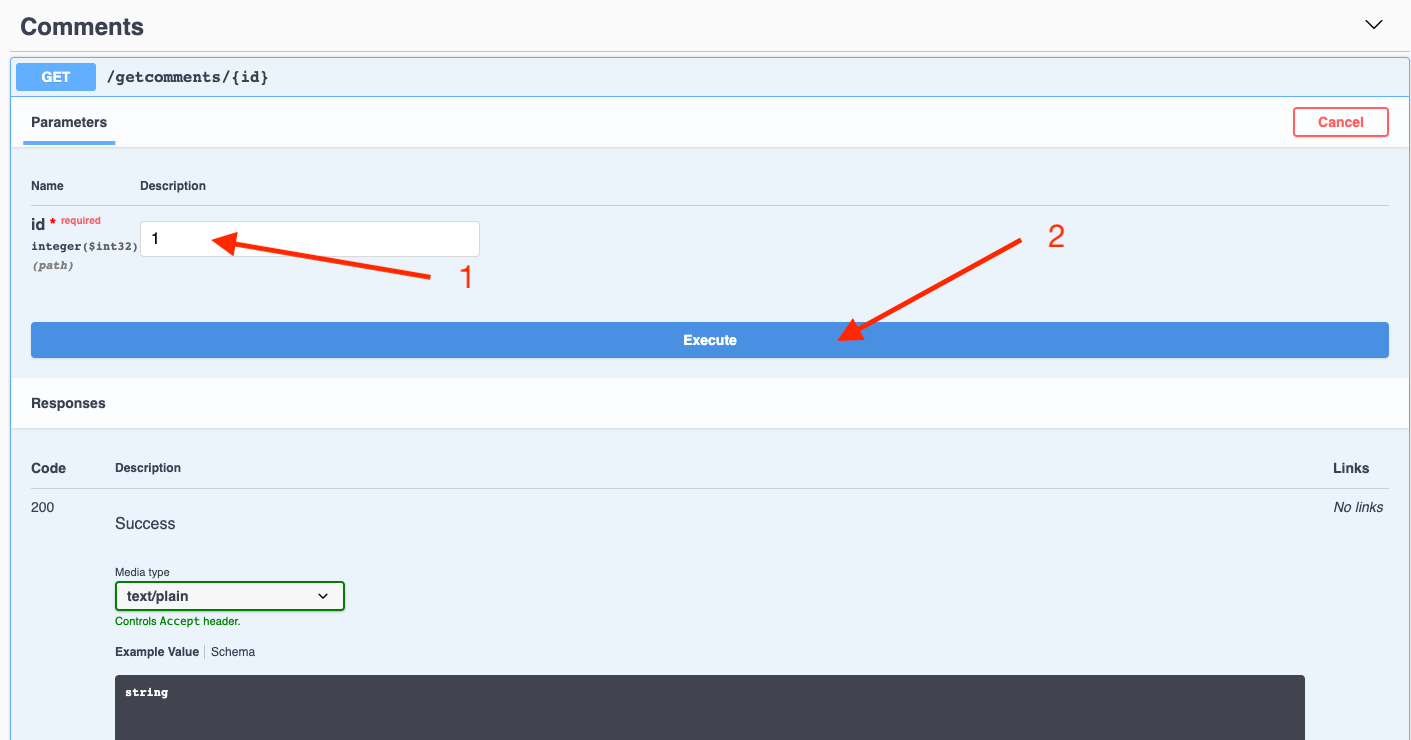 Comments
GET /getcomments/{id}
Parameters
Cancel
Name Description
id * required
integer($int32)
(path)
1
1
2
Execute
Responses
Code Description Links
200 Success No links
Media type
text/plain
Controls Accept header.
Example Value Schema
string